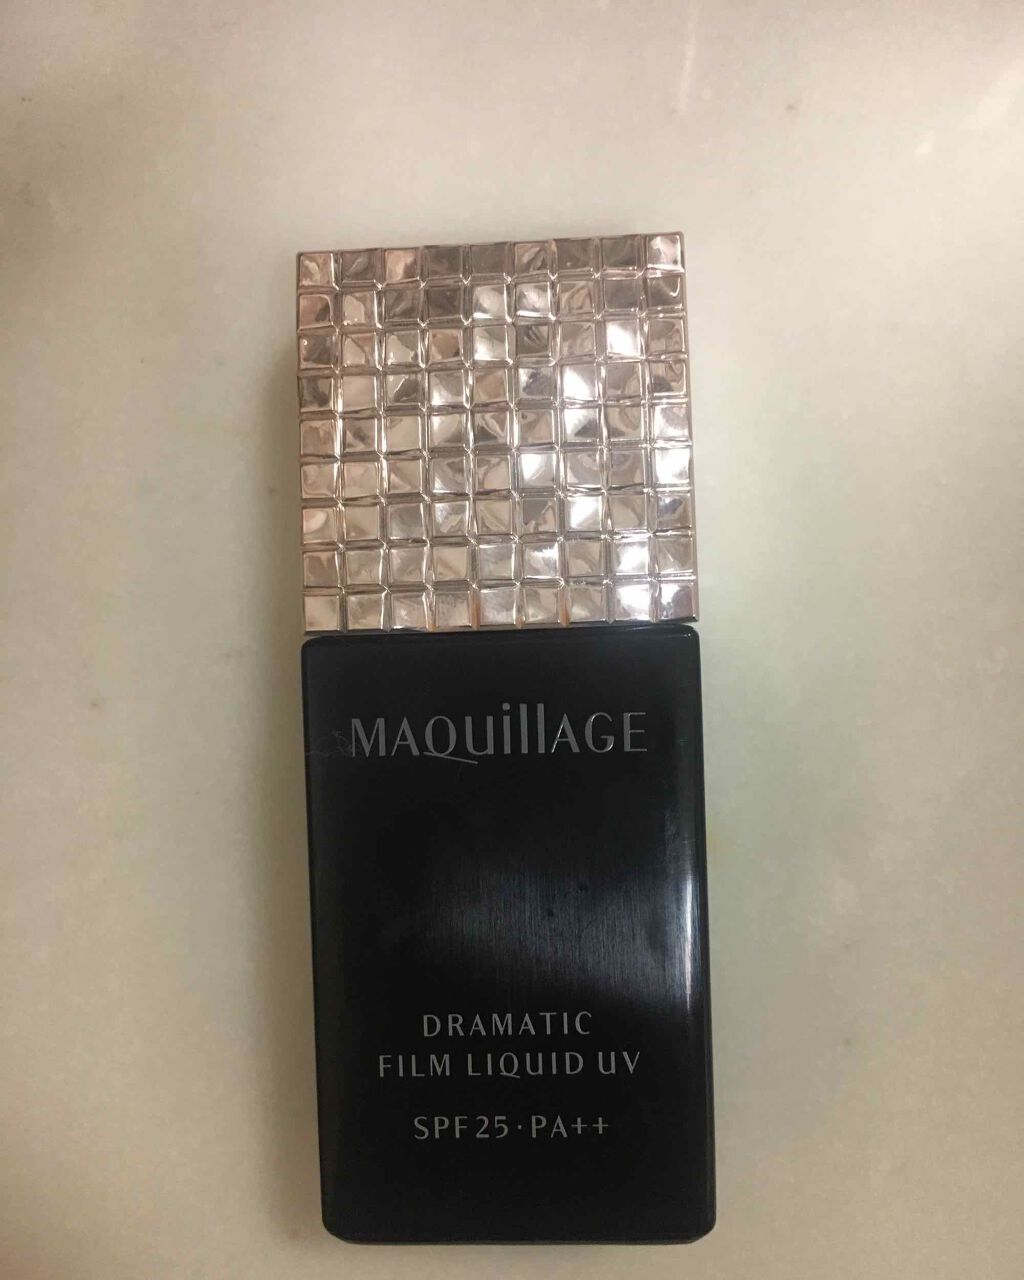 MAQuillAGE
DRAMATIC
FILM LIQUID UV
SPF25·PA++